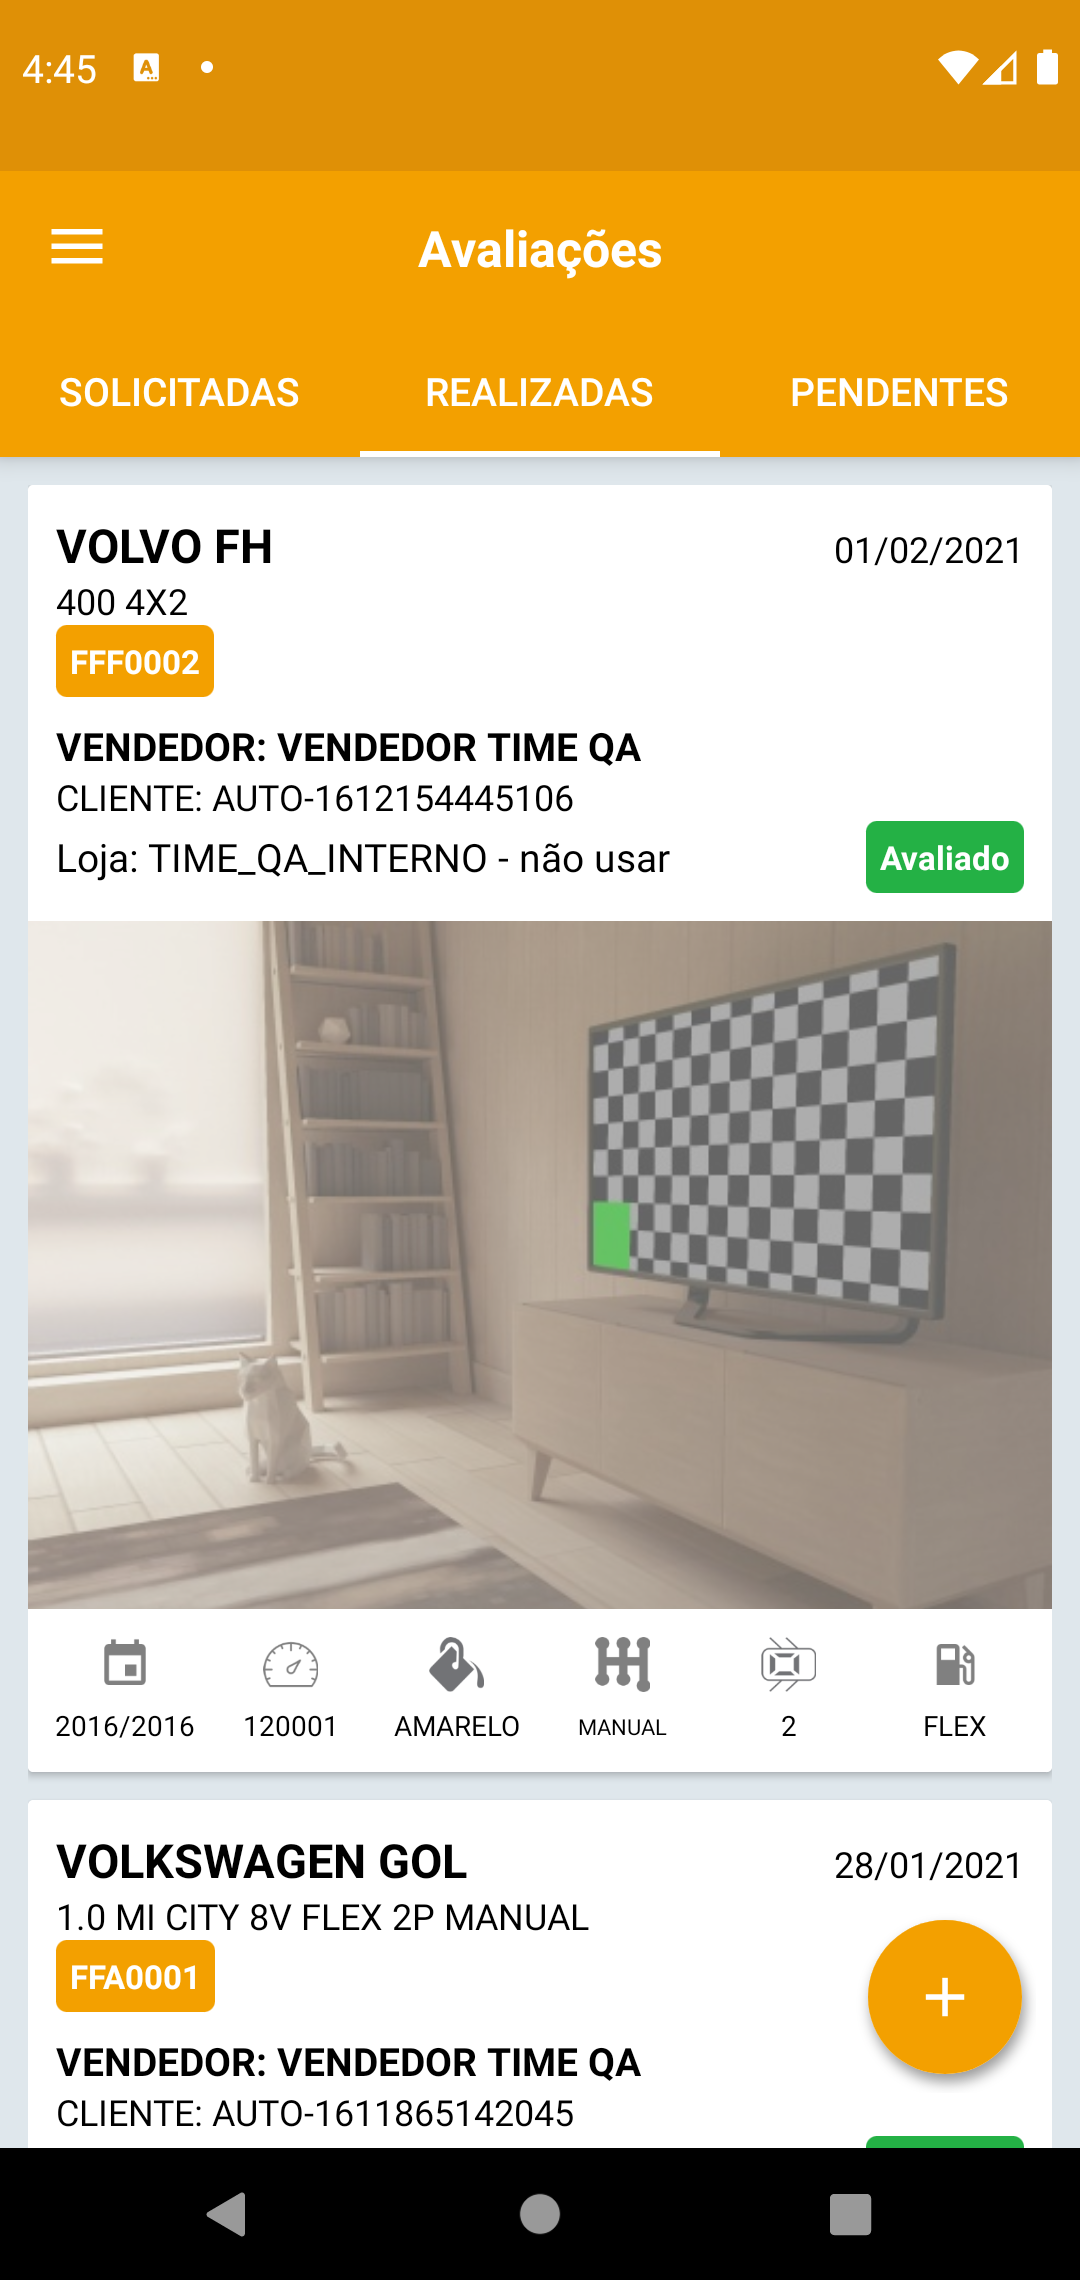 4:45
Avaliações
SOLICITADAS REALIZADAS PENDENTES
VOLVO FH 01/02/2021
400 4X2
FFF0002
VENDEDOR: VENDEDOR TIME QA
CLIENTE: AUTO-1612154445106
Loja: TIME_QA_INTERNO - não usar Avaliado
2016/2016 120001 AMARELO MANUAL 2 FLEX
VOLKSWAGEN GOL 28/01/2021
1.0 MI CITY 8V FLEX 2P MANUAL
FFA0001
VENDEDOR: VENDEDOR TIME QA
CLIENTE: AUTO-1611865142045